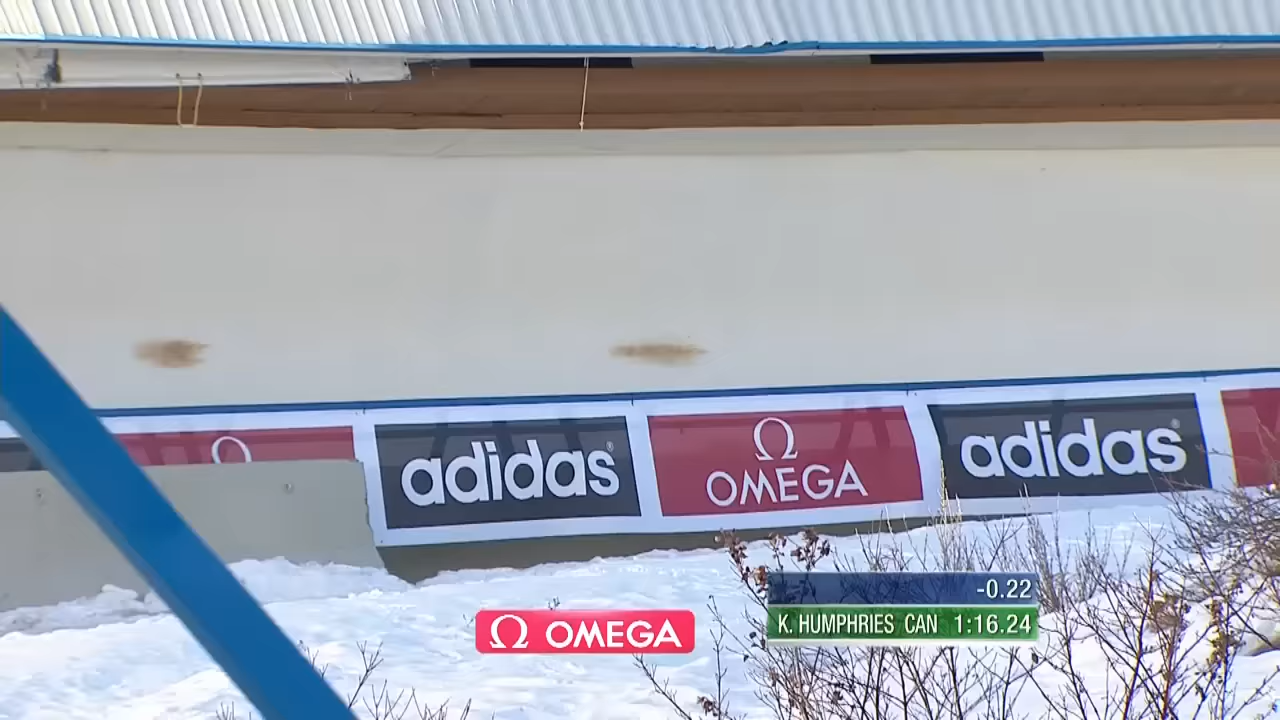 adidas®
Ω
OMEGA
adidas®
-0.22
Ω OMEGA
K. HUMPHRIES CAN 1:16.24